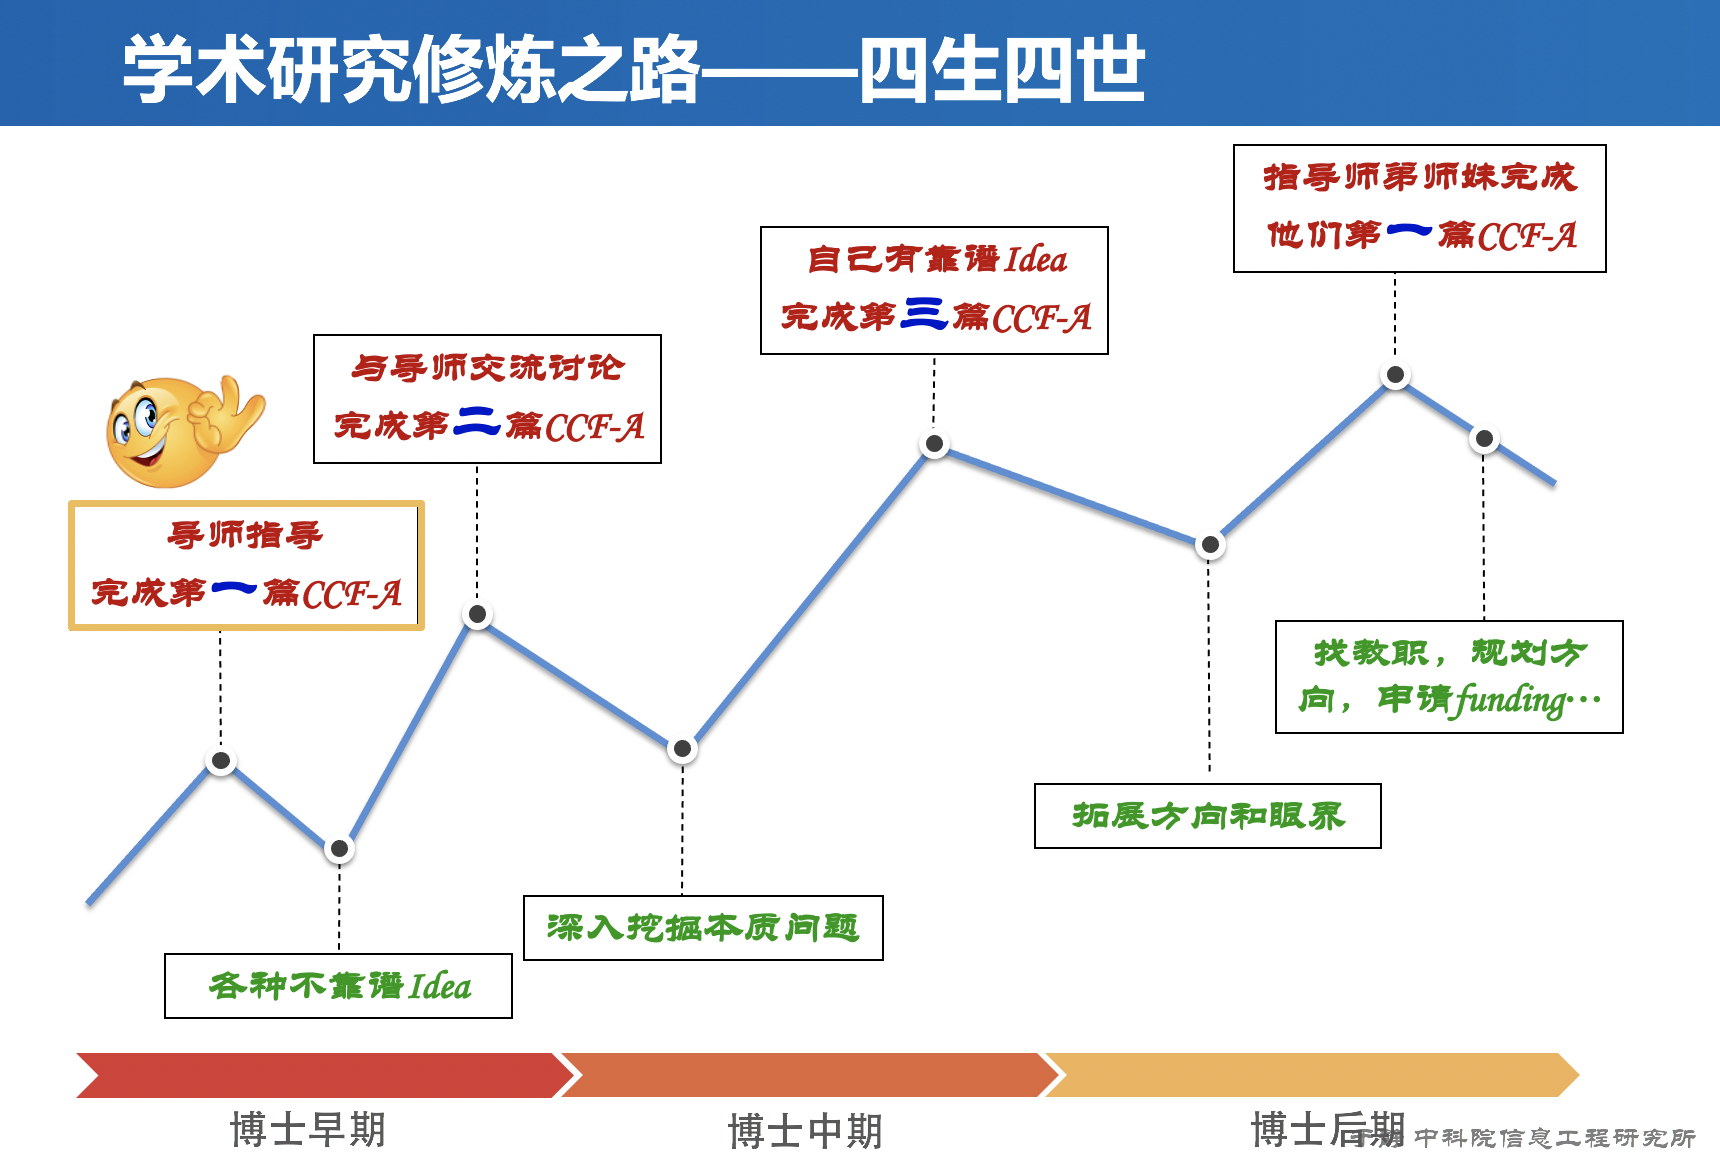 学术研究修炼之路——四生四世
指导师弟师妹完成
他们第一篇CCF-A
自己有靠谱Idea
完成第三篇CCF-A
与导师交流讨论
完成第二篇CCF-A
导师指导
完成第一篇CCF-A
找教职，规划方
向，申请funding…
拓展方向和眼界
深入挖掘本质问题
各种不靠谱Idea
博士早期
博士中期
博士后期
中科院信息工程研究所